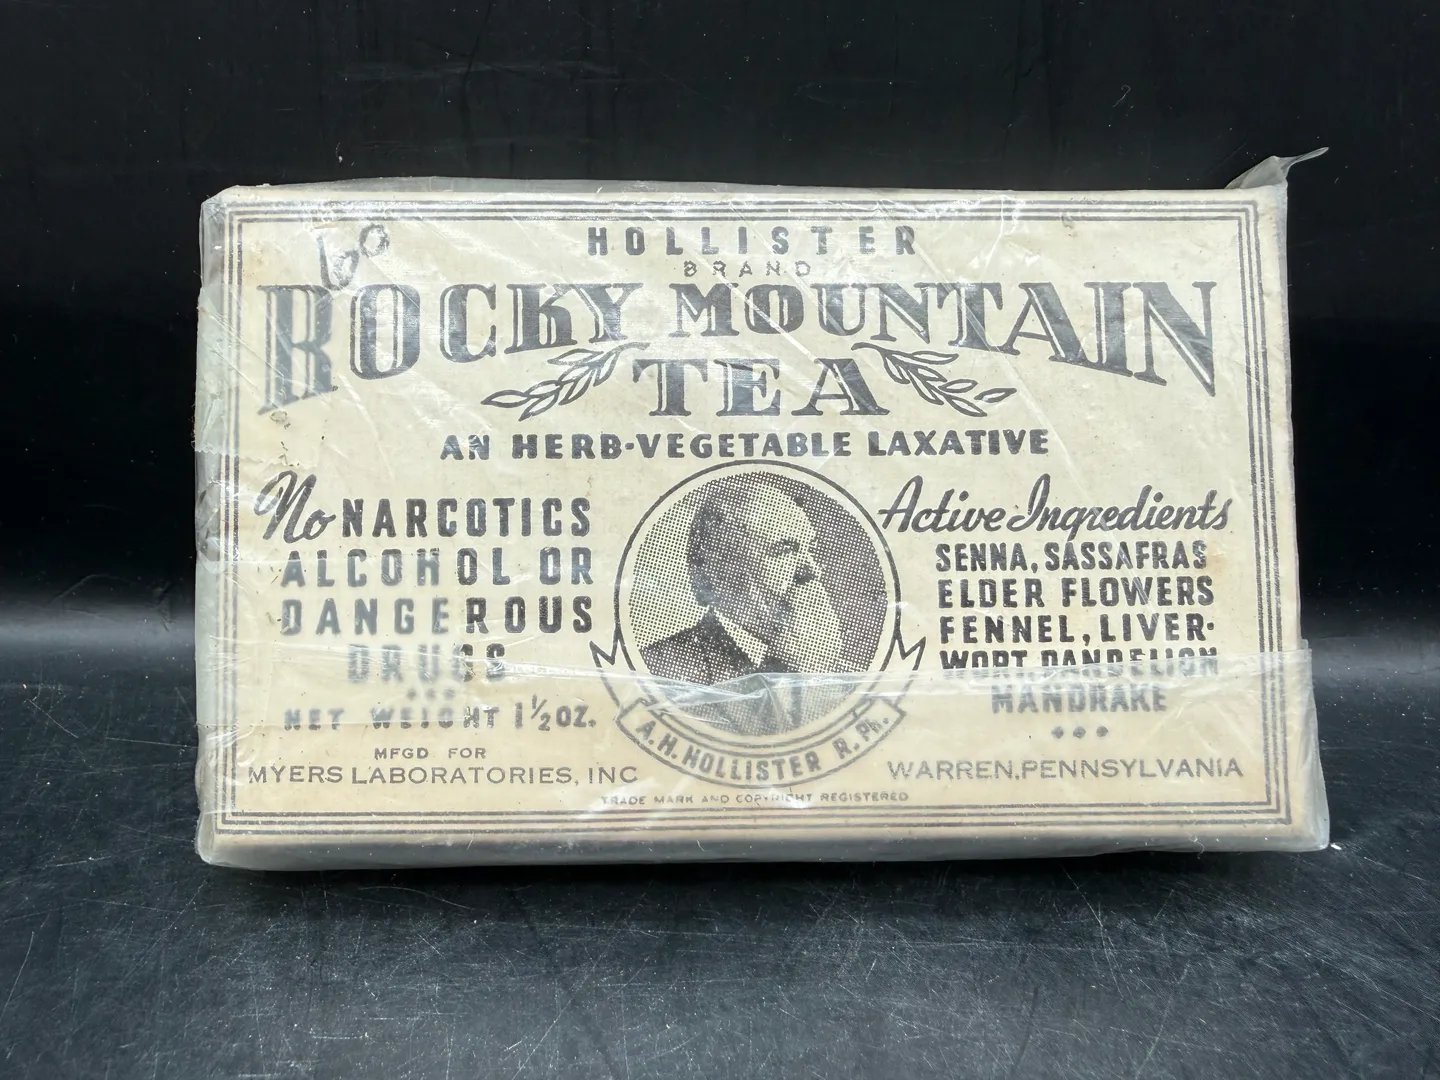 60
HOLLISTER
BRAND
ROCKY MOUNTAIN
TEA
AN HERB-VEGETABLE LAXATIVE
No NARCOTICS
ALCOHOL OR
DANGEROUS
DRUGS
NET WEIGHT 1½ OZ.
MFGD FOR
MYERS LABORATORIES, INC
A.H. HOLLISTER R. Ph.
Active Ingredients
SENNA, SASSAFRAS
ELDER FLOWERS
FENNEL, LIVER-
WORT, DANDELION
MANDRAKE
WARREN, PENNSYLVANIA
TRADE MARK AND COPYRIGHT REGISTERED